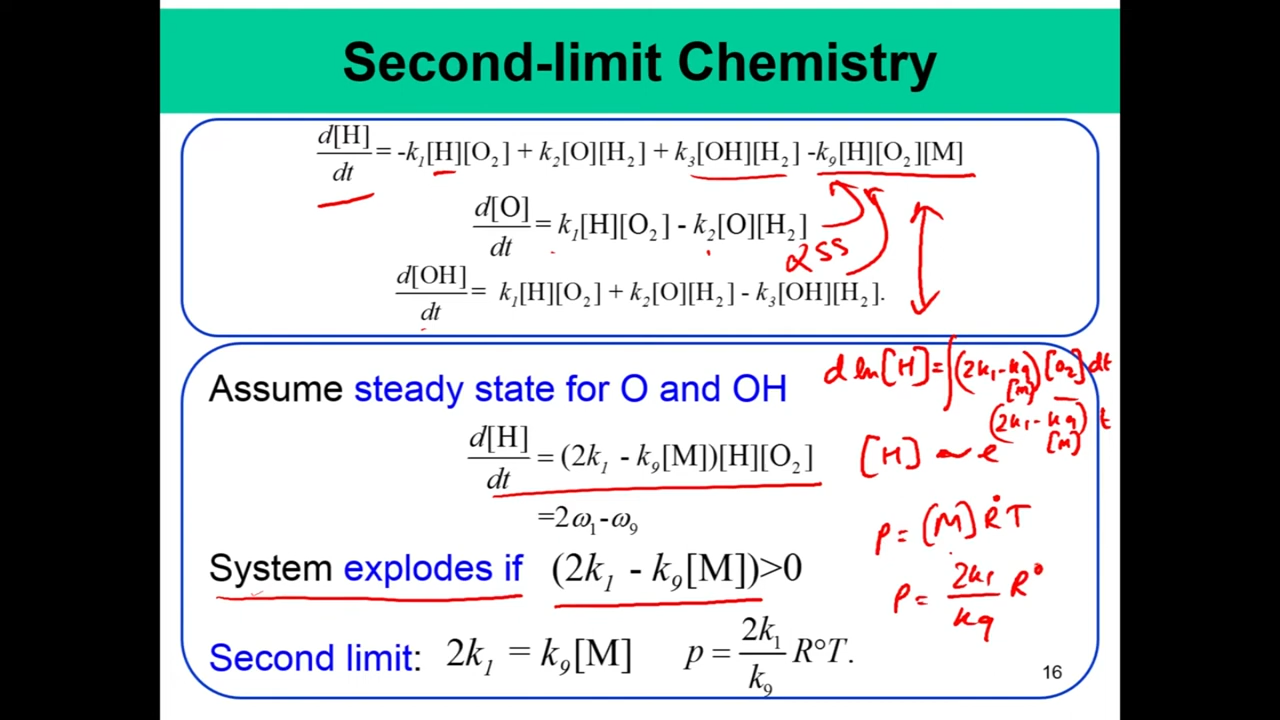 Second-limit Chemistry
d[H]/dt = -k₁[H][O₂] + k₂[O][H₂] + k₃[OH][H₂] -k₉[H][O₂][M]
d[O]/dt = k₁[H][O₂] - k₂[O][H₂]
2SS
d[OH]/dt = k₁[H][O₂] + k₂[O][H₂] - k₃[OH][H₂].
d ln[H] = ∫(2k₁-k₉[M])[O₂]dt
Assume steady state for O and OH
[H] ~ e^(2k₁-k₉[M])t
d[H]/dt = (2k₁ - k₉[M])[H][O₂]
=2ω₁-ω₉
P = [M]R°T
System explodes if (2k₁ - k₉[M])>0
P = 2k₁/k₉ R°
Second limit: 2k₁ = k₉[M] p = 2k₁/k₉ R°T.
16